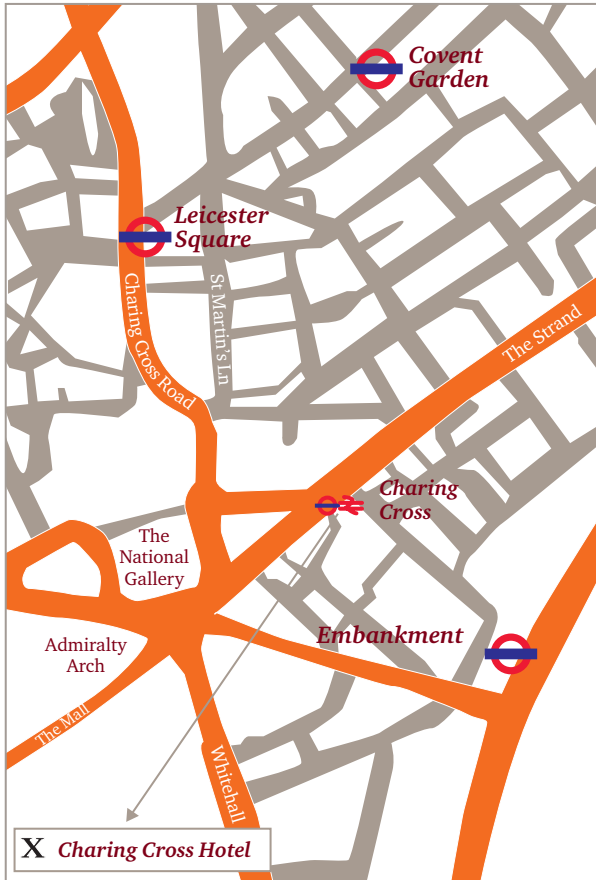 Covent
Garden
Leicester
Square
Charing Cross Road
St Martin's Ln
The Strand
Charing
Cross
The
National
Gallery
Embankment
Admiralty
Arch
The Mall
Whitehall
X Charing Cross Hotel